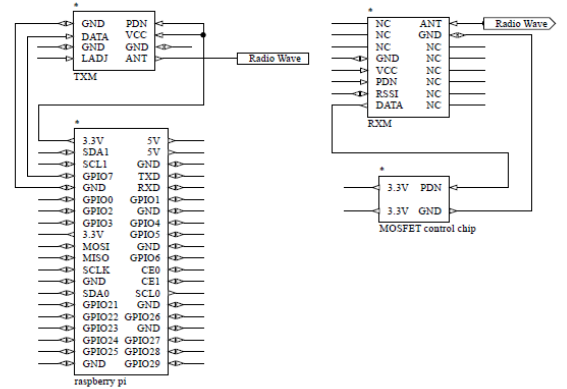 *
GND PDN
DATA VCC
GND GND
LADJ ANT
TXM
Radio Wave
*
3.3V 5V
SDA1 5V
SCL1 GND
GPIO7 TXD
GND RXD
GPIO0 GPIO1
GPIO2 GND
GPIO3 GPIO4
3.3V GPIO5
MOSI GND
MISO GPIO6
SCLK CE0
GND CE1
SDA0 SCL0
GPIO21 GND
GPIO22 GPIO26
GPIO23 GND
GPIO24 GPIO27
GPIO25 GPIO28
GND GPIO29
raspberry pi
*
NC ANT
NC GND
NC NC
GND NC
VCC NC
PDN NC
RSSI NC
DATA NC
RXM
Radio Wave
*
3.3V PDN
3.3V GND
MOSFET control chip